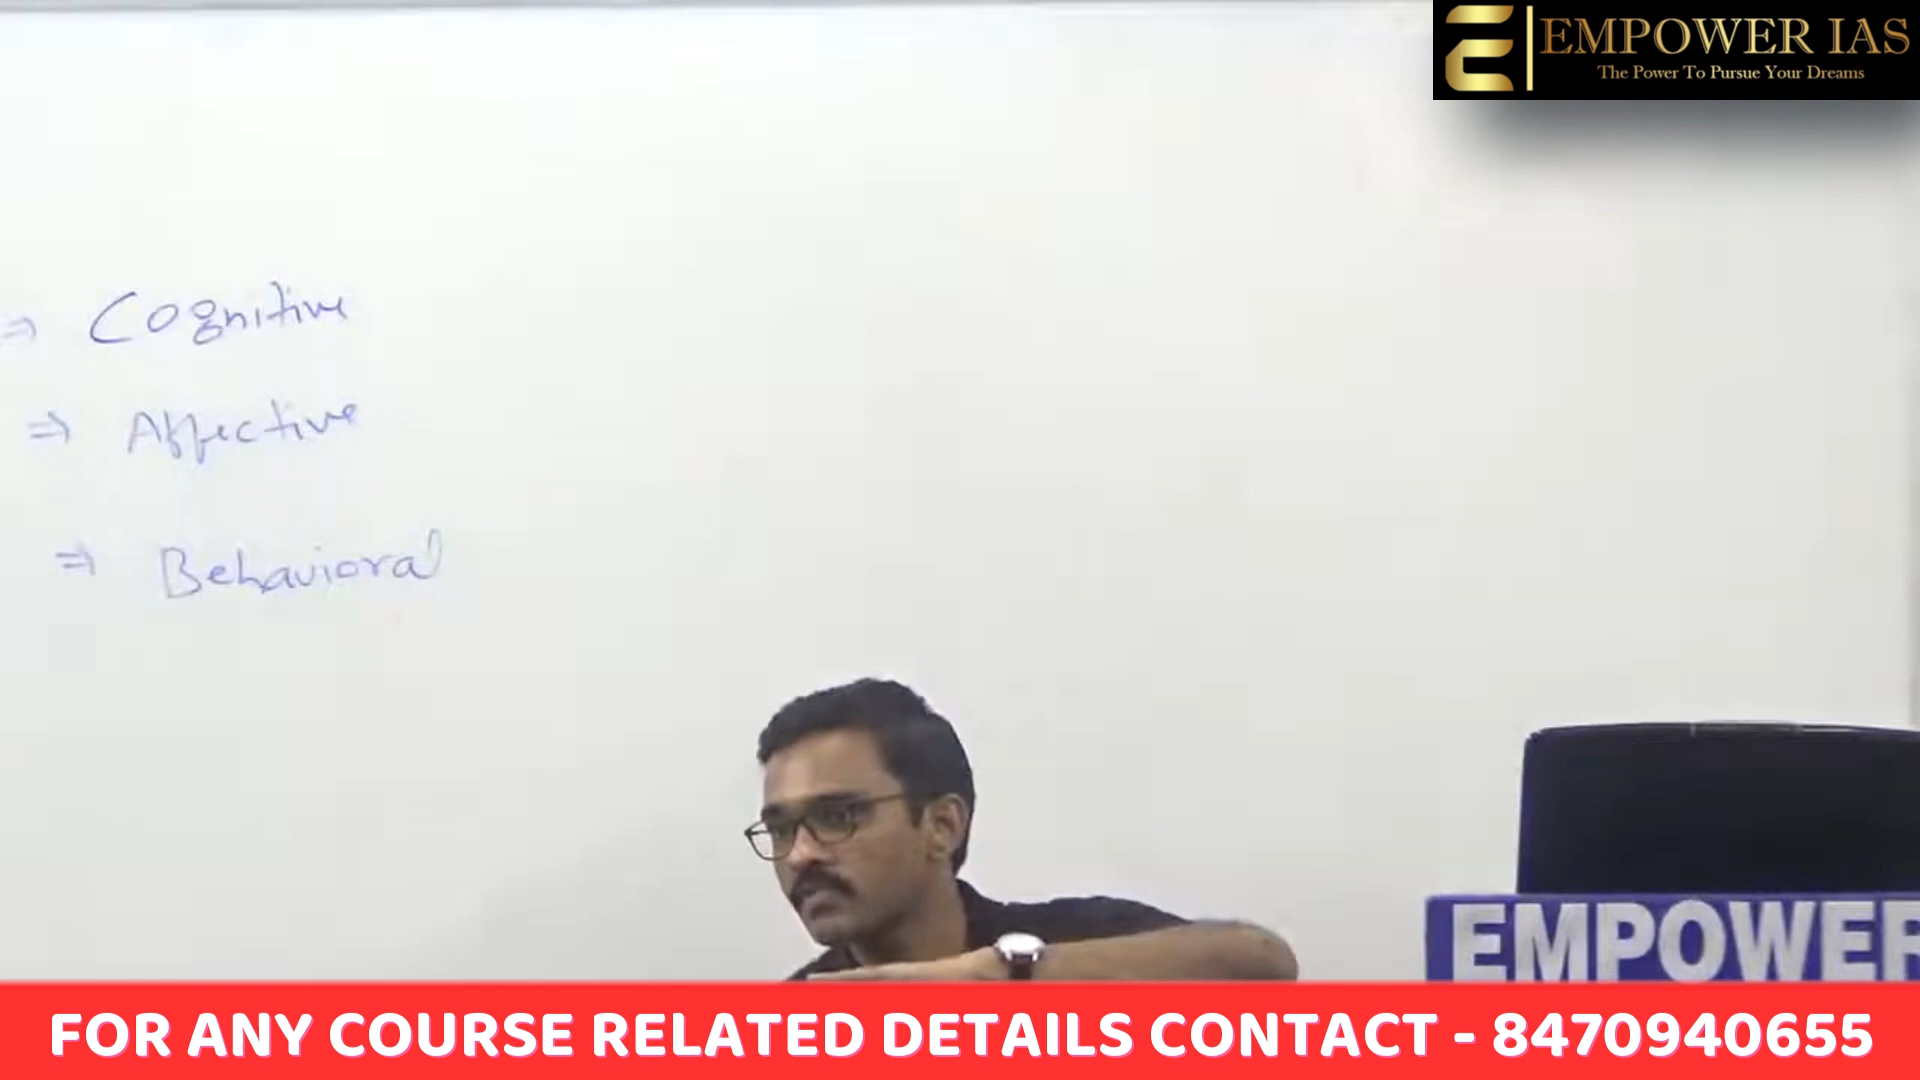 EMPOWER IAS
The Power To Pursue Your Dreams
⇒ Cognitive
⇒ Affective
⇒ Behavioral
EMPOWER
FOR ANY COURSE RELATED DETAILS CONTACT - 8470940655